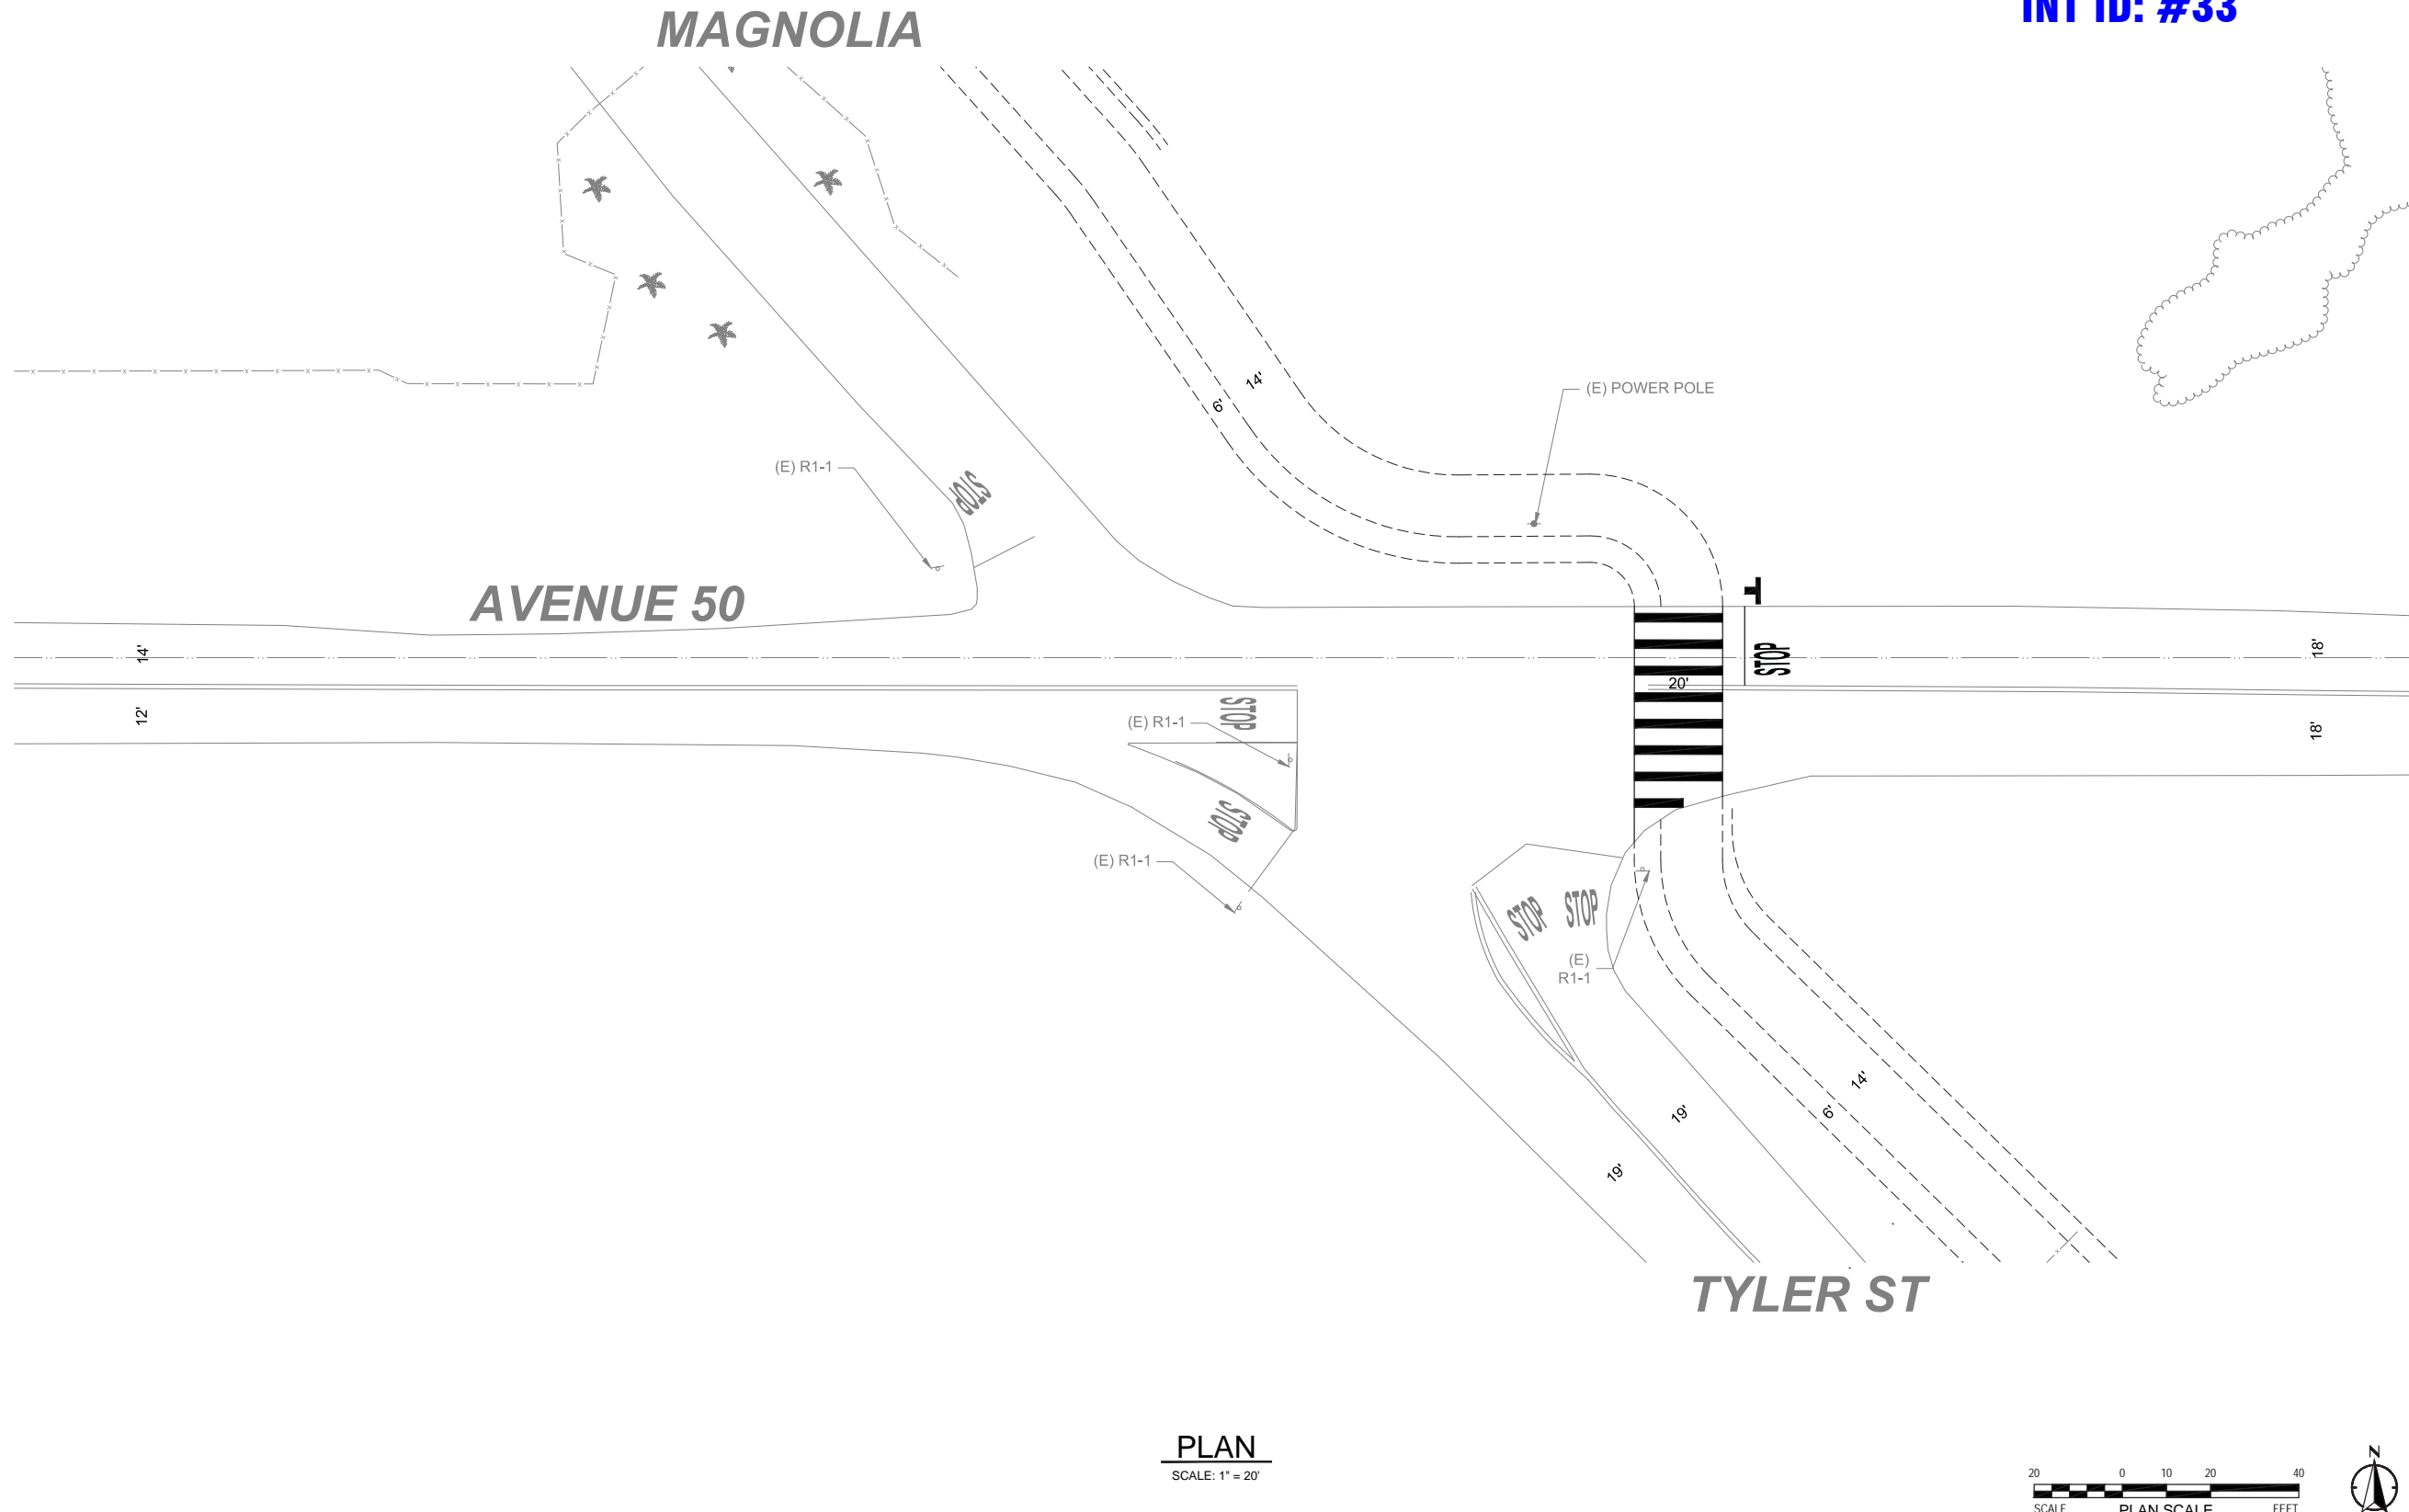 MAGNOLIA
INT ID: #33
14'
6'
(E) POWER POLE
(E) R1-1
STOP
AVENUE 50
14'
12'
STOP
(E) R1-1
STOP
(E) R1-1
20'
STOP
18'
18'
STOP STOP
(E)
R1-1
14'
6'
19'
19'
TYLER ST
PLAN
SCALE: 1" = 20'
N
20 0 10 20 40
SCALE PLAN SCALE FEET